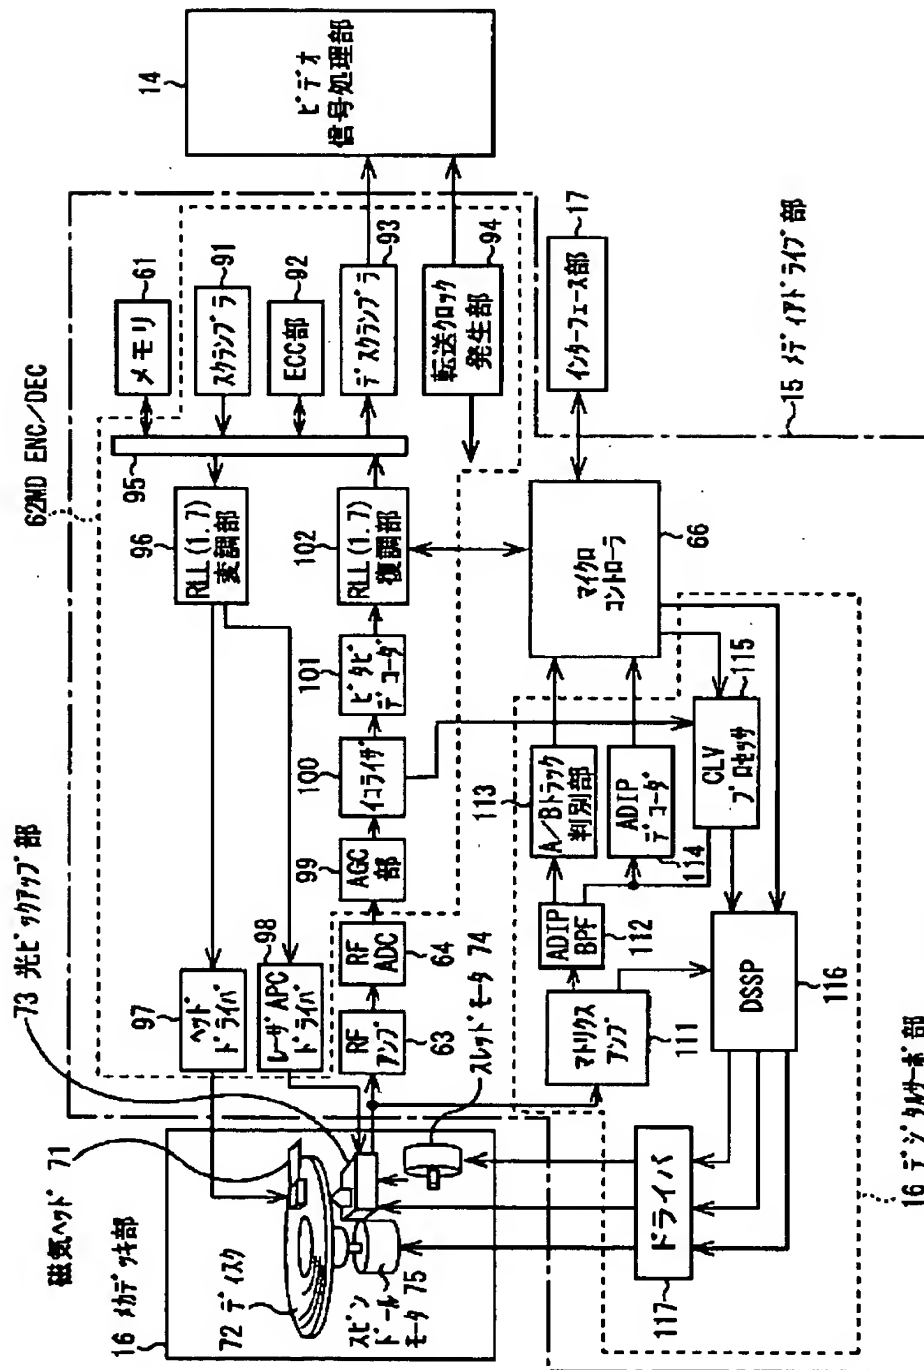 14
ビデオ
信号処理部
62MD ENC/DEC
61
メモリ
91
スクランブラ
92
ECC部
93
デスクランブラ
94
転送クロック
発生部
17
インターフェース部
15 メディアドライブ部
95
96
RLL(1.7)
変調部
102
RLL(1.7)
復調部
66
マイクロ
コントローラ
101
ビタビ
デコーダ
100
イコライザ
99
AGC
部
115
CLV
プロセッサ
113
A/Bトラック
判別部
ADIP
デコーダ
114
73 光ピックアップ部
97
ヘッド
ドライバ
98
レーザAPC
ドライバ
RF
ADC
64
RF
アンプ
63
スレッドモータ 74
ADIP
BPF
112
マトリクス
アンプ
111
DSSP
116
磁気ヘッド 71
16 メカデッキ部
72 ディスク
スピン
ドール
モータ 75
ドライバ
117
16 デジタルサーボ部